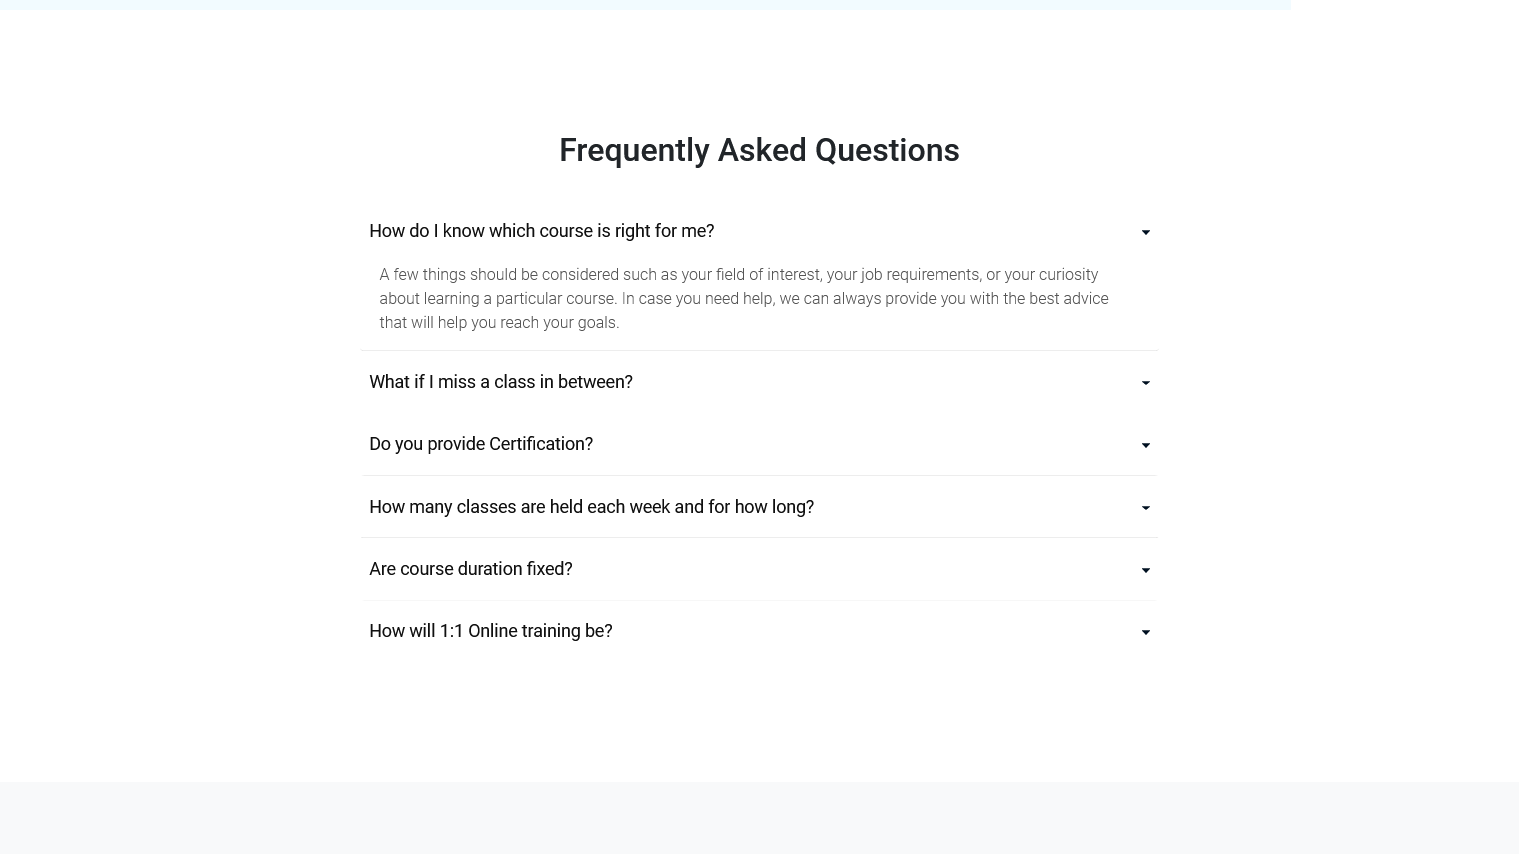 Frequently Asked Questions
How do I know which course is right for me?
A few things should be considered such as your field of interest, your job requirements, or your curiosity
about learning a particular course. In case you need help, we can always provide you with the best advice
that will help you reach your goals.
What if I miss a class in between?
Do you provide Certification?
How many classes are held each week and for how long?
Are course duration fixed?
How will 1:1 Online training be?